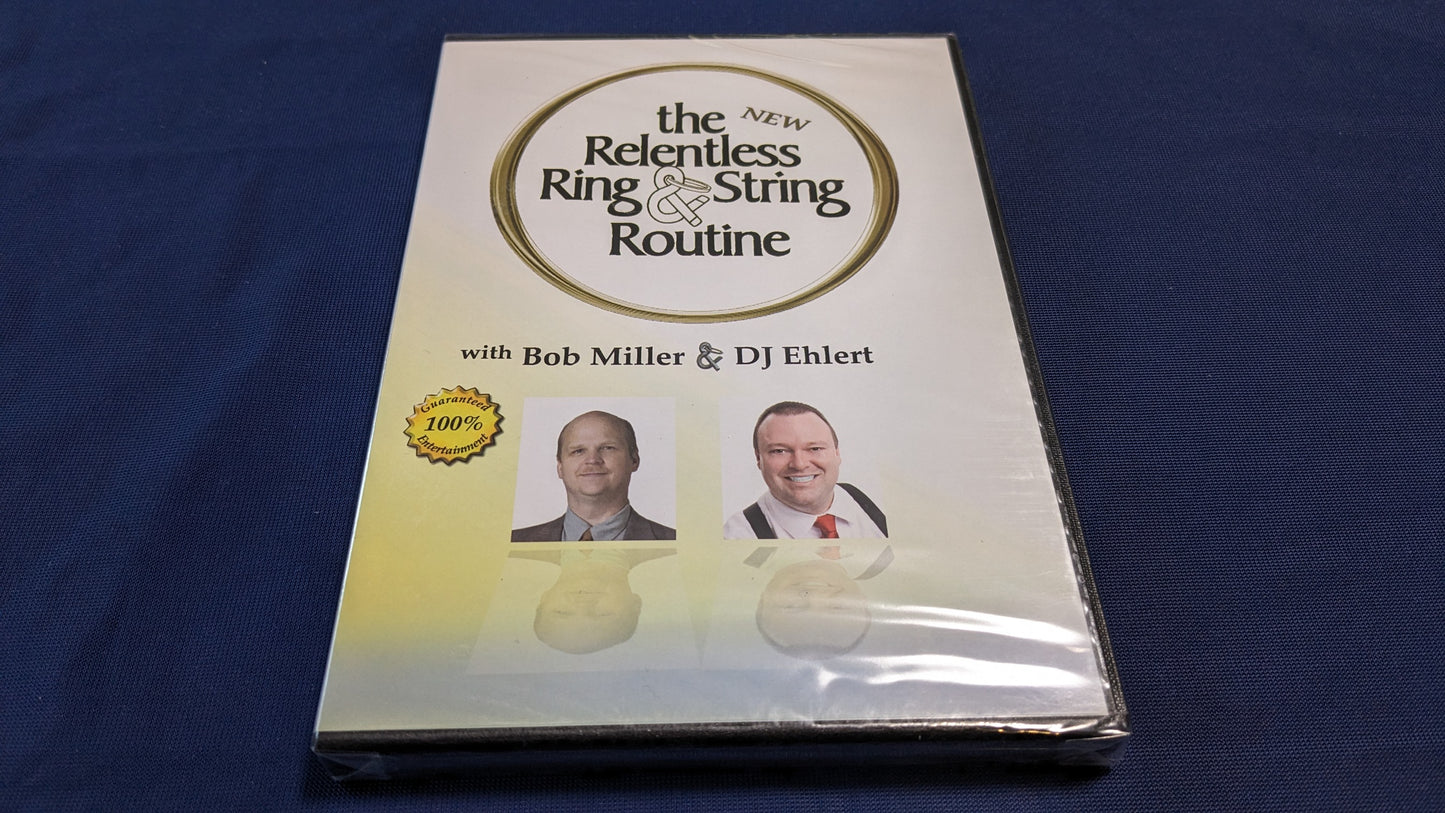 the NEW
Relentless
Ring & String
Routine
with Bob Miller & DJ Ehlert
Guaranteed
100%
Entertainment